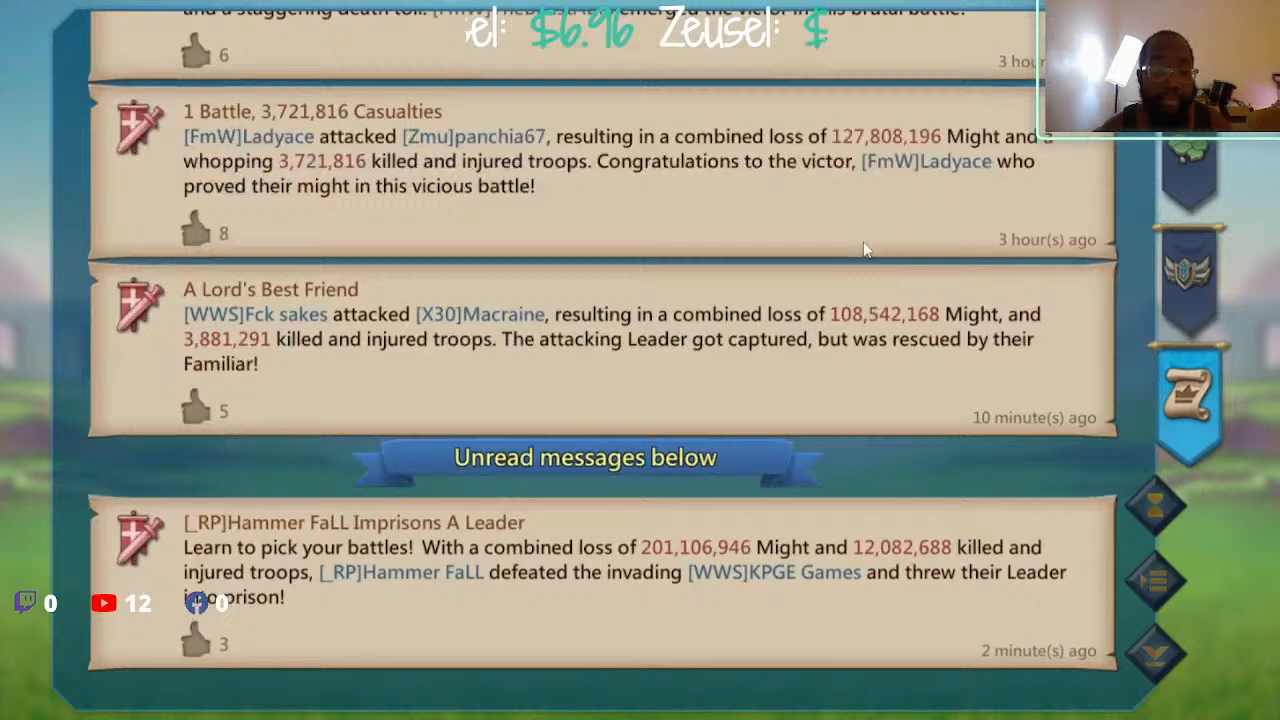 el: $6.96 Zeusel: $
6
3 hour
1 Battle, 3,721,816 Casualties
[FmW]Ladyace attacked [Zmu]panchia67, resulting in a combined loss of 127,808,196 Might and a
whopping 3,721,816 killed and injured troops. Congratulations to the victor, [FmW]Ladyace who
proved their might in this vicious battle!
8
3 hour(s) ago
A Lord's Best Friend
[WWS]Fck sakes attacked [X30]Macraine, resulting in a combined loss of 108,542,168 Might, and
3,881,291 killed and injured troops. The attacking Leader got captured, but was rescued by their
Familiar!
5
10 minute(s) ago
Unread messages below
[_RP]Hammer FaLL Imprisons A Leader
Learn to pick your battles! With a combined loss of 201,106,946 Might and 12,082,688 killed and
injured troops, [_RP]Hammer FaLL defeated the invading [WWS]KPGE Games and threw their Leader
into prison!
0 12 0
3
2 minute(s) ago